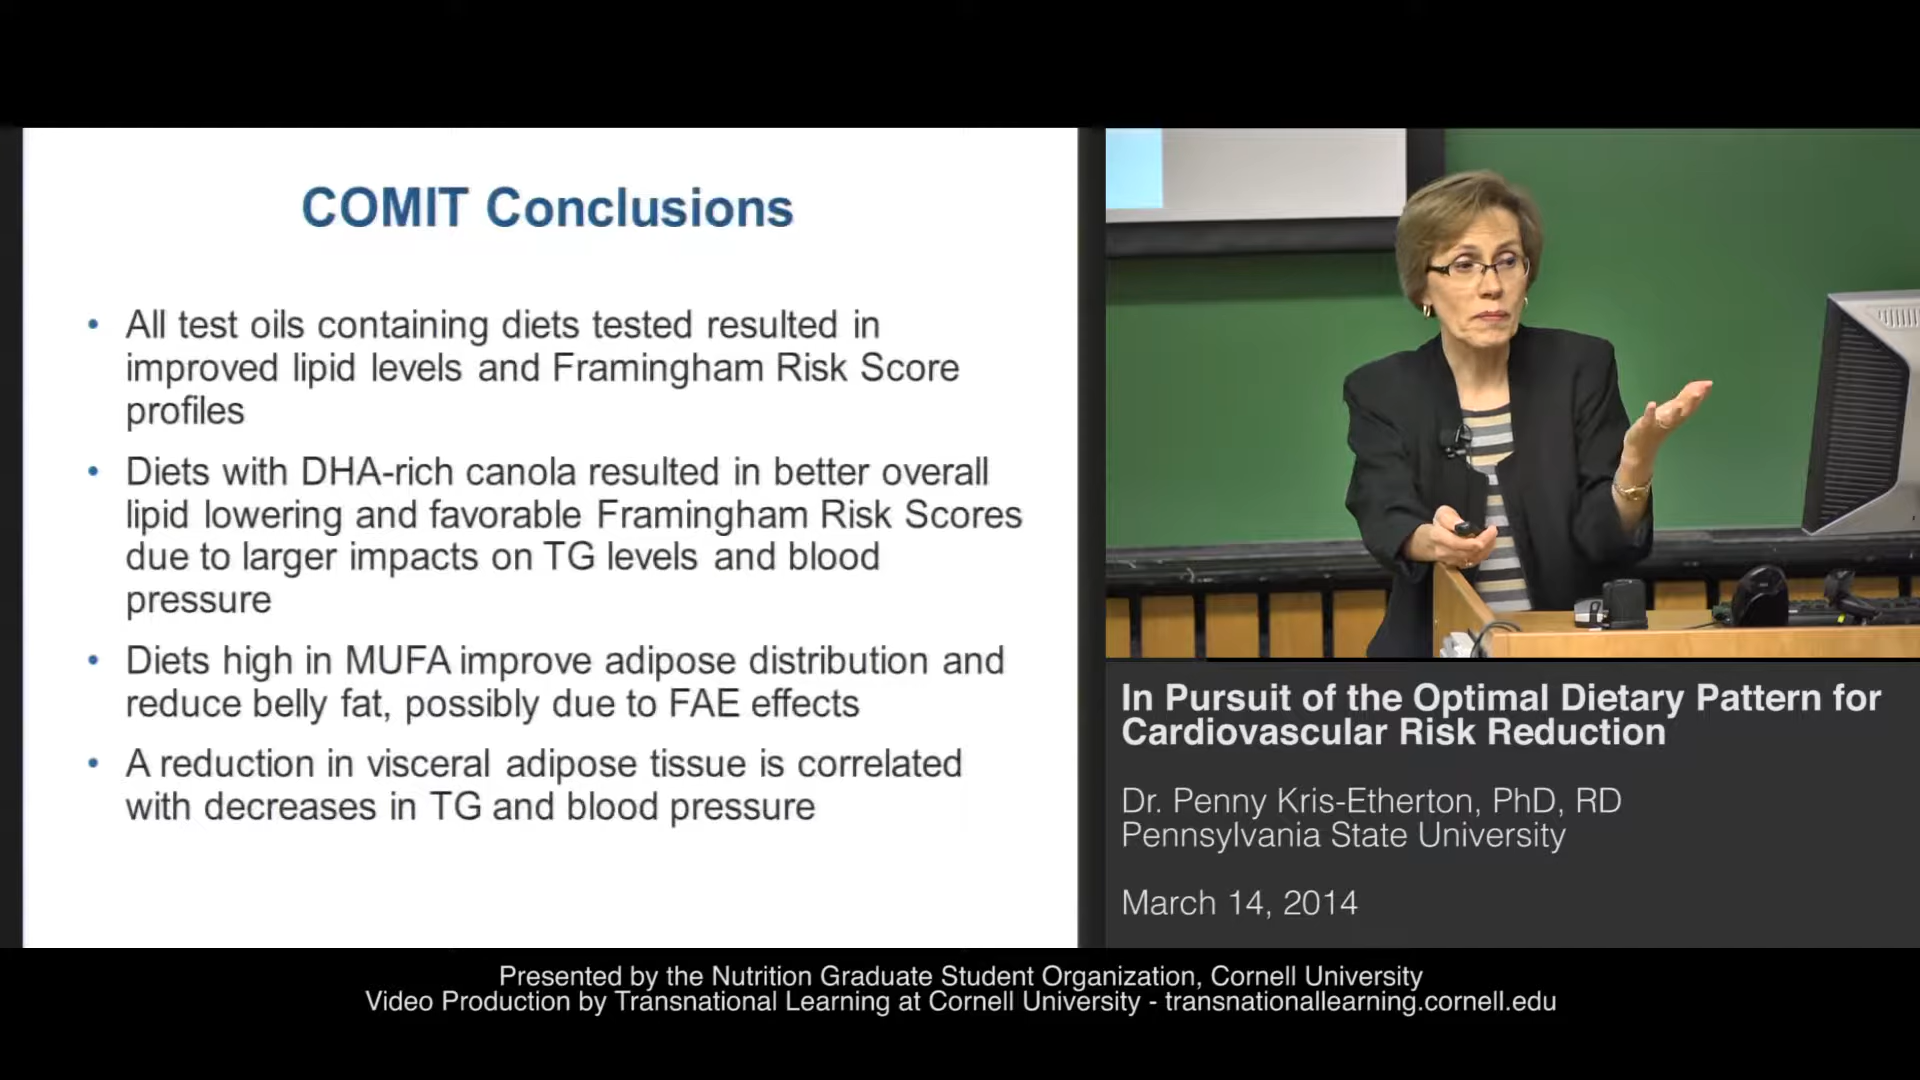 COMIT Conclusions
• All test oils containing diets tested resulted in
improved lipid levels and Framingham Risk Score
profiles
• Diets with DHA-rich canola resulted in better overall
lipid lowering and favorable Framingham Risk Scores
due to larger impacts on TG levels and blood
pressure
• Diets high in MUFA improve adipose distribution and
reduce belly fat, possibly due to FAE effects
• A reduction in visceral adipose tissue is correlated
with decreases in TG and blood pressure
In Pursuit of the Optimal Dietary Pattern for
Cardiovascular Risk Reduction
Dr. Penny Kris-Etherton, PhD, RD
Pennsylvania State University
March 14, 2014
Presented by the Nutrition Graduate Student Organization, Cornell University
Video Production by Transnational Learning at Cornell University - transnationallearning.cornell.edu